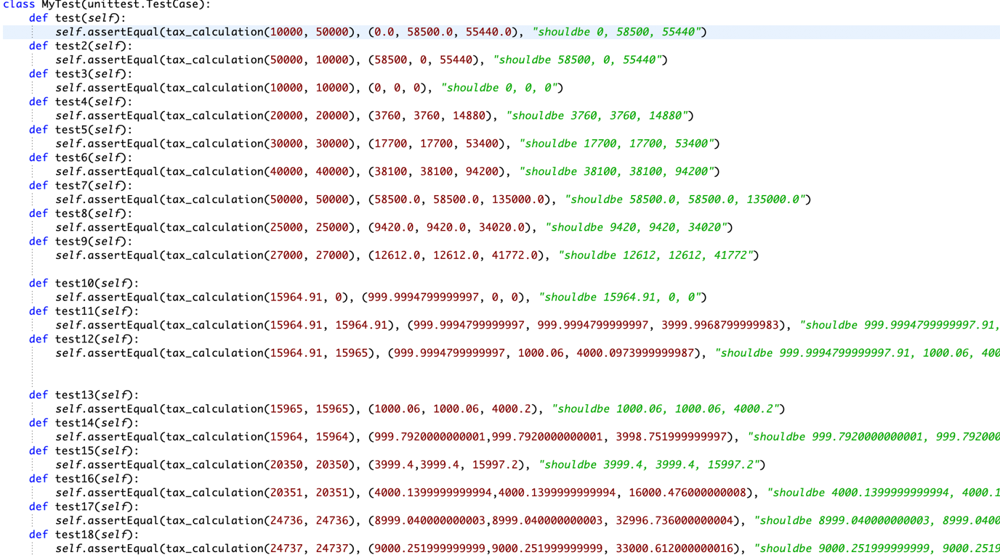 class MyTest(unittest.TestCase):
def test(self):
self.assertEqual(tax_calculation(10000, 50000), (0.0, 58500.0, 55440.0), "shouldbe 0, 58500, 55440")
def test2(self):
self.assertEqual(tax_calculation(50000, 10000), (58500, 0, 55440), "shouldbe 58500, 0, 55440")
def test3(self):
self.assertEqual(tax_calculation(10000, 10000), (0, 0, 0), "shouldbe 0, 0, 0")
def test4(self):
self.assertEqual(tax_calculation(20000, 20000), (3760, 3760, 14880), "shouldbe 3760, 3760, 14880")
def test5(self):
self.assertEqual(tax_calculation(30000, 30000), (17700, 17700, 53400), "shouldbe 17700, 17700, 53400")
def test6(self):
self.assertEqual(tax_calculation(40000, 40000), (38100, 38100, 94200), "shouldbe 38100, 38100, 94200")
def test7(self):
self.assertEqual(tax_calculation(50000, 50000), (58500.0, 58500.0, 135000.0), "shouldbe 58500.0, 58500.0, 135000.0")
def test8(self):
self.assertEqual(tax_calculation(25000, 25000), (9420.0, 9420.0, 34020.0), "shouldbe 9420, 9420, 34020")
def test9(self):
self.assertEqual(tax_calculation(27000, 27000), (12612.0, 12612.0, 41772.0), "shouldbe 12612, 12612, 41772")
def test10(self):
self.assertEqual(tax_calculation(15964.91, 0), (999.9994799999997, 0, 0), "shouldbe 15964.91, 0, 0")
def test11(self):
self.assertEqual(tax_calculation(15964.91, 15964.91), (999.9994799999997, 999.9994799999997, 3999.9968799999983), "shouldbe 999.9994799999997.91,
def test12(self):
self.assertEqual(tax_calculation(15964.91, 15965), (999.9994799999997, 1000.06, 4000.0973999999987), "shouldbe 999.9994799999997.91, 1000.06, 400
def test13(self):
self.assertEqual(tax_calculation(15965, 15965), (1000.06, 1000.06, 4000.2), "shouldbe 1000.06, 1000.06, 4000.2")
def test14(self):
self.assertEqual(tax_calculation(15964, 15964), (999.7920000000001,999.7920000000001, 3998.751999999997), "shouldbe 999.7920000000001, 999.792000
def test15(self):
self.assertEqual(tax_calculation(20350, 20350), (3999.4,3999.4, 15997.2), "shouldbe 3999.4, 3999.4, 15997.2")
def test16(self):
self.assertEqual(tax_calculation(20351, 20351), (4000.1399999999994,4000.1399999999994, 16000.476000000008), "shouldbe 4000.1399999999994, 4000.1
def test17(self):
self.assertEqual(tax_calculation(24736, 24736), (8999.040000000003,8999.040000000003, 32996.736000000004), "shouldbe 8999.040000000003, 8999.0400
def test18(self):
self.assertEqual(tax_calculation(24737, 24737), (9000.251999999999,9000.251999999999, 33000.612000000016), "shouldbe 9000.251999999999, 9000.2519